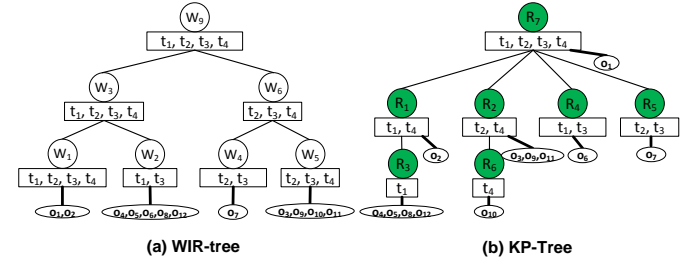 W9 R7
t1, t2, t3, t4 t1, t2, t3, t4
o1
W3 W6 R1 R2 R4 R5
t1, t2, t3, t4 t2, t3, t4 t1, t4 t2, t4 t1, t3 t2, t3
W1 W2 W4 W5 R3 o2 R6 o3,o9,o11 o6 o7
t1, t2, t3, t4 t1, t3 t2, t3 t2, t3, t4 t1 t4
o1,o2 o4,o5,o6,o8,o12 o7 o3,o9,o10,o11 o4,o5,o8,o12 o10
(a) WIR-tree (b) KP-Tree